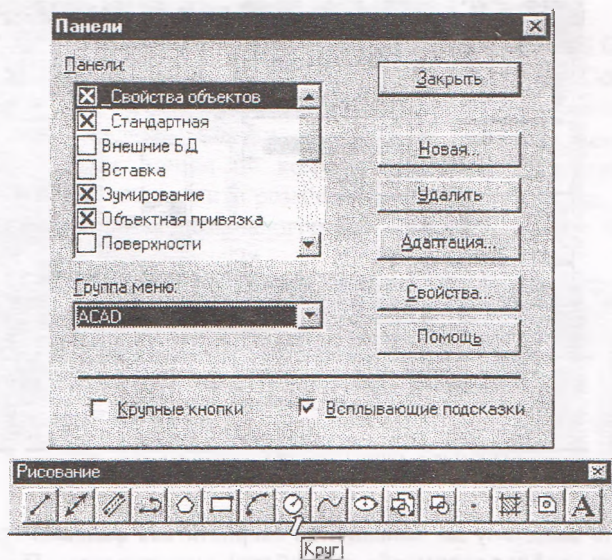 Панели
Панели:
_Свойства объектов
_Стандартная
Внешние БД
Вставка
Зумирование
Объектная привязка
Поверхности
Группа меню:
ACAD
Закрыть
Новая...
Удалить
Адаптация...
Свойства...
Помощь
Крупные кнопки
Всплывающие подсказки
Рисование
A
Круг